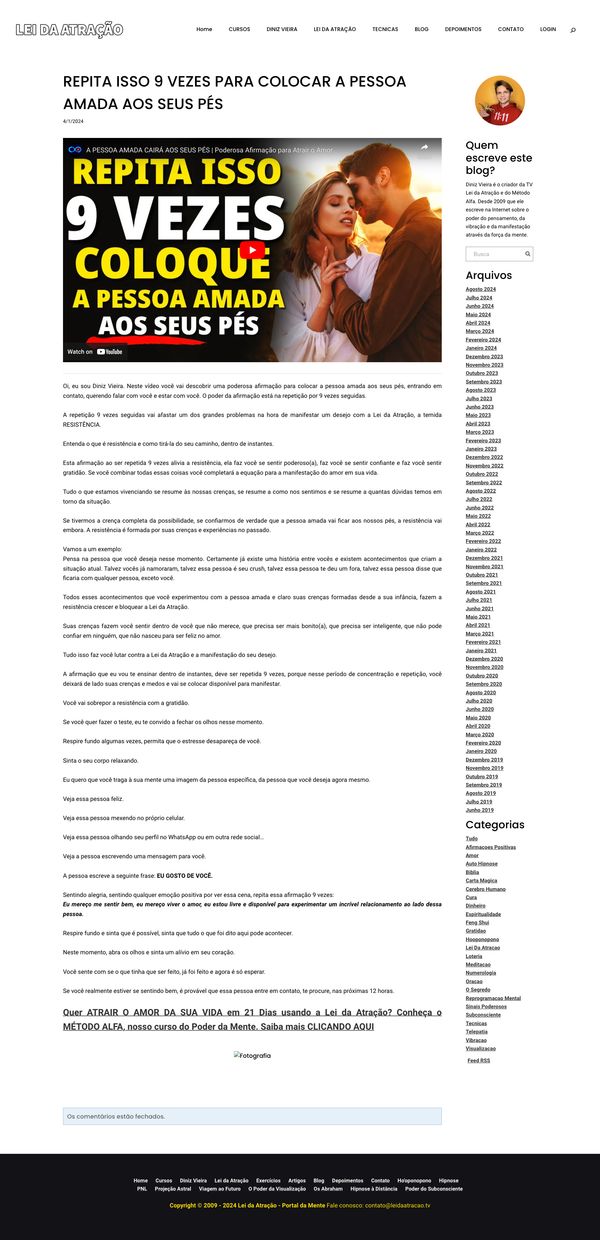 LEI DA ATRAÇÃO
Home CURSOS DINIZ VIEIRA LEI DA ATRAÇÃO TECNICAS BLOG DEPOIMENTOS CONTATO LOGIN
REPITA ISSO 9 VEZES PARA COLOCAR A PESSOA
AMADA AOS SEUS PÉS
4/1/2024
A PESSOA AMADA CAIRÁ AOS SEUS PÉS | Poderosa Afirmação para Atrair o Amor
REPITA ISSO
9 VEZES
COLOQUE
A PESSOA AMADA
AOS SEUS PÉS
Watch on YouTube
Oi, eu sou Diniz Vieira. Neste vídeo você vai descobrir uma poderosa afirmação para colocar a pessoa amada aos seus pés, entrando em
contato, querendo falar com você e estar com você. O poder da afirmação está na repetição por 9 vezes seguidas.
A repetição 9 vezes seguidas vai afastar um dos grandes problemas na hora de manifestar um desejo com a Lei da Atração, a temida
RESISTÊNCIA.
Entenda o que é resistência e como tirá-la do seu caminho, dentro de instantes.
Esta afirmação ao ser repetida 9 vezes alivia a resistência, ela faz você se sentir poderoso(a), faz você se sentir confiante e faz você sentir
gratidão. Se você combinar todas essas coisas você completará a equação para a manifestação do amor em sua vida.
Tudo o que estamos vivenciando se resume às nossas crenças, se resume a como nos sentimos e se resume a quantas dúvidas temos em
torno da situação.
Se tivermos a crença completa da possibilidade, se confiarmos de verdade que a pessoa amada vai ficar aos nossos pés, a resistência vai
embora. A resistência é formada por suas crenças e experiências no passado.
Vamos a um exemplo:
Pensa na pessoa que você deseja nesse momento. Certamente já existe uma história entre vocês e existem acontecimentos que criam a
situação atual. Talvez vocês já namoraram, talvez essa pessoa é seu crush, talvez essa pessoa te deu um fora, talvez essa pessoa disse que
ficaria com qualquer pessoa, exceto você.
Todos esses acontecimentos que você experimentou com a pessoa amada e claro suas crenças formadas desde a sua infância, fazem a
resistência crescer e bloquear a Lei da Atração.
Suas crenças fazem você sentir dentro de você que não merece, que precisa ser mais bonito(a), que precisa ser inteligente, que não pode
confiar em ninguém, que não nasceu para ser feliz no amor.
Tudo isso faz você lutar contra a Lei da Atração e a manifestação do seu desejo.
A afirmação que eu vou te ensinar dentro de instantes, deve ser repetida 9 vezes, porque nesse período de concentração e repetição, você
deixará de lado suas crenças e medos e vai se colocar disponível para manifestar.
Você vai sobrepor a resistência com a gratidão.
Se você quer fazer o teste, eu te convido a fechar os olhos nesse momento.
Respire fundo algumas vezes, permita que o estresse desapareça de você.
Sinta o seu corpo relaxando.
Eu quero que você traga à sua mente uma imagem da pessoa específica, da pessoa que você deseja agora mesmo.
Veja essa pessoa feliz.
Veja essa pessoa mexendo no próprio celular.
Veja essa pessoa olhando seu perfil no WhatsApp ou em outra rede social...
Veja a pessoa escrevendo uma mensagem para você.
A pessoa escreve a seguinte frase: EU GOSTO DE VOCÊ.
Sentindo alegria, sentindo qualquer emoção positiva por ver essa cena, repita essa afirmação 9 vezes:
Eu mereço me sentir bem, eu mereço viver o amor, eu estou livre e disponível para experimentar um incrível relacionamento ao lado dessa
pessoa.
Respire fundo e sinta que é possível, sinta que tudo o que foi dito aqui pode acontecer.
Neste momento, abra os olhos e sinta um alívio em seu coração.
Você sente com se o que tinha que ser feito, já foi feito e agora é só esperar.
Se você realmente estiver se sentindo bem, é provável que essa pessoa entre em contato, te procure, nas próximas 12 horas.
Quer ATRAIR O AMOR DA SUA VIDA em 21 Dias usando a Lei da Atração? Conheça o
MÉTODO ALFA, nosso curso do Poder da Mente. Saiba mais CLICANDO AQUI
Fotografia
Os comentários estão fechados.
11:11
Quem
escreve este
blog?
Diniz Vieira é o criador da TV
Lei da Atração e do Método
Alfa. Desde 2009 que ele
escreve na Internet sobre o
poder do pensamento, da
vibração e da manifestação
através da força da mente.
Busca
Arquivos
Agosto 2024
Julho 2024
Junho 2024
Maio 2024
Abril 2024
Março 2024
Fevereiro 2024
Janeiro 2024
Dezembro 2023
Novembro 2023
Outubro 2023
Setembro 2023
Agosto 2023
Julho 2023
Junho 2023
Maio 2023
Abril 2023
Março 2023
Fevereiro 2023
Janeiro 2023
Dezembro 2022
Novembro 2022
Outubro 2022
Setembro 2022
Agosto 2022
Julho 2022
Junho 2022
Maio 2022
Abril 2022
Março 2022
Fevereiro 2022
Janeiro 2022
Dezembro 2021
Novembro 2021
Outubro 2021
Setembro 2021
Agosto 2021
Julho 2021
Junho 2021
Maio 2021
Abril 2021
Março 2021
Fevereiro 2021
Janeiro 2021
Dezembro 2020
Novembro 2020
Outubro 2020
Setembro 2020
Agosto 2020
Julho 2020
Junho 2020
Maio 2020
Abril 2020
Março 2020
Fevereiro 2020
Janeiro 2020
Dezembro 2019
Novembro 2019
Outubro 2019
Setembro 2019
Agosto 2019
Julho 2019
Junho 2019
Categorias
Tudo
Afirmacoes Positivas
Amor
Auto Hipnose
Biblia
Carta Magica
Cerebro Humano
Cura
Dinheiro
Espiritualidade
Feng Shui
Gratidao
Hooponopono
Lei Da Atracao
Loteria
Meditacao
Numerologia
Oracao
O Segredo
Reprogramacao Mental
Sinais Poderosos
Subconsciente
Tecnicas
Telepatia
Vibracao
Visualizacao
Feed RSS
Home Cursos Diniz Vieira Lei da Atração Exercícios Artigos Blog Depoimentos Contato Ho'oponopono Hipnose
PNL Projeção Astral Viagem ao Futuro O Poder da Visualização Os Abraham Hipnose à Distância Poder do Subconsciente
Copyright © 2009 - 2024 Lei da Atração - Portal da Mente Fale conosco: contato@leidaatracao.tv